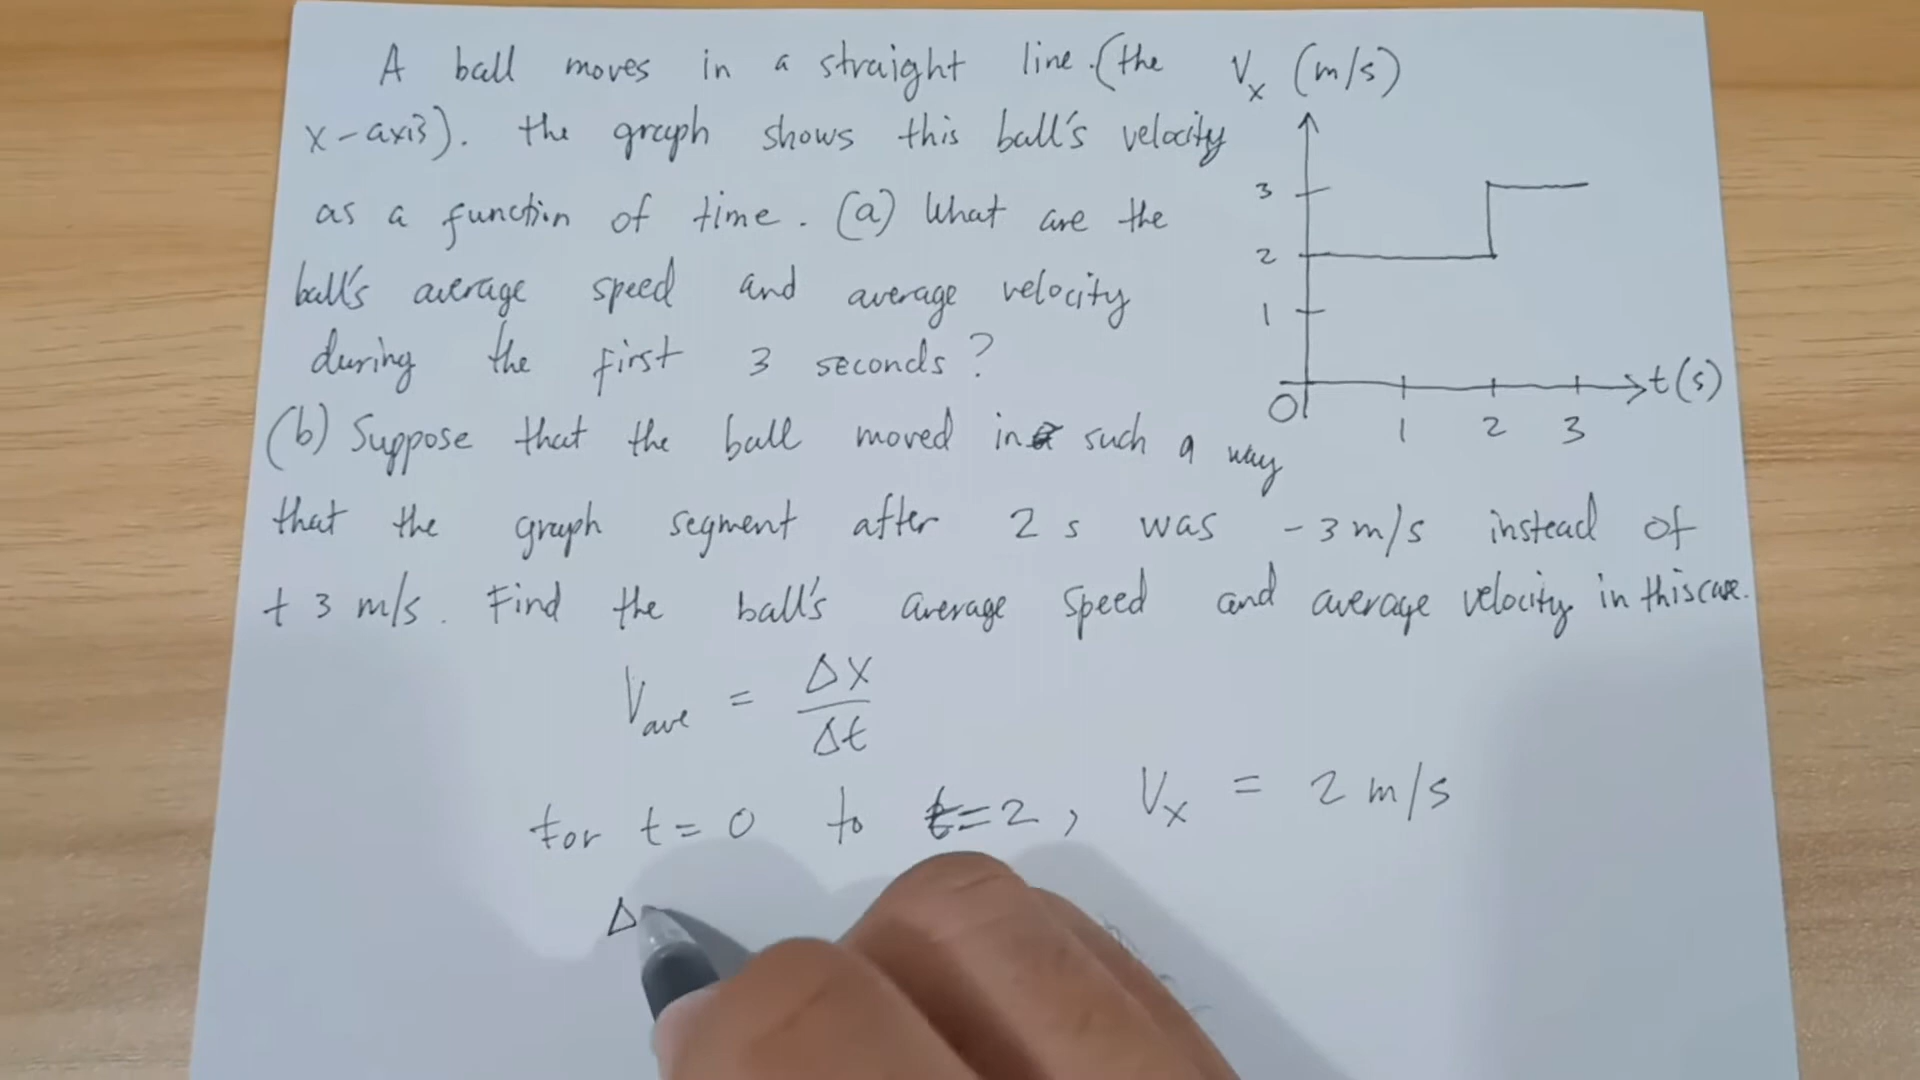 A ball moves in a straight line. (the
x-axis). the graph shows this ball's velocity
as a function of time. (a) What are the
ball's average speed and average velocity
during the first 3 seconds?
(b) Suppose that the ball moved in such a way
that the graph segment after 2 s was -3 m/s instead of
+ 3 m/s. Find the ball's average speed and average velocity in this case.
Vx (m/s)
3
2
1
0
1 2 3
t(s)
Vave = Δx/Δt
For t = 0 to t = 2, Vx = 2 m/s
Δ